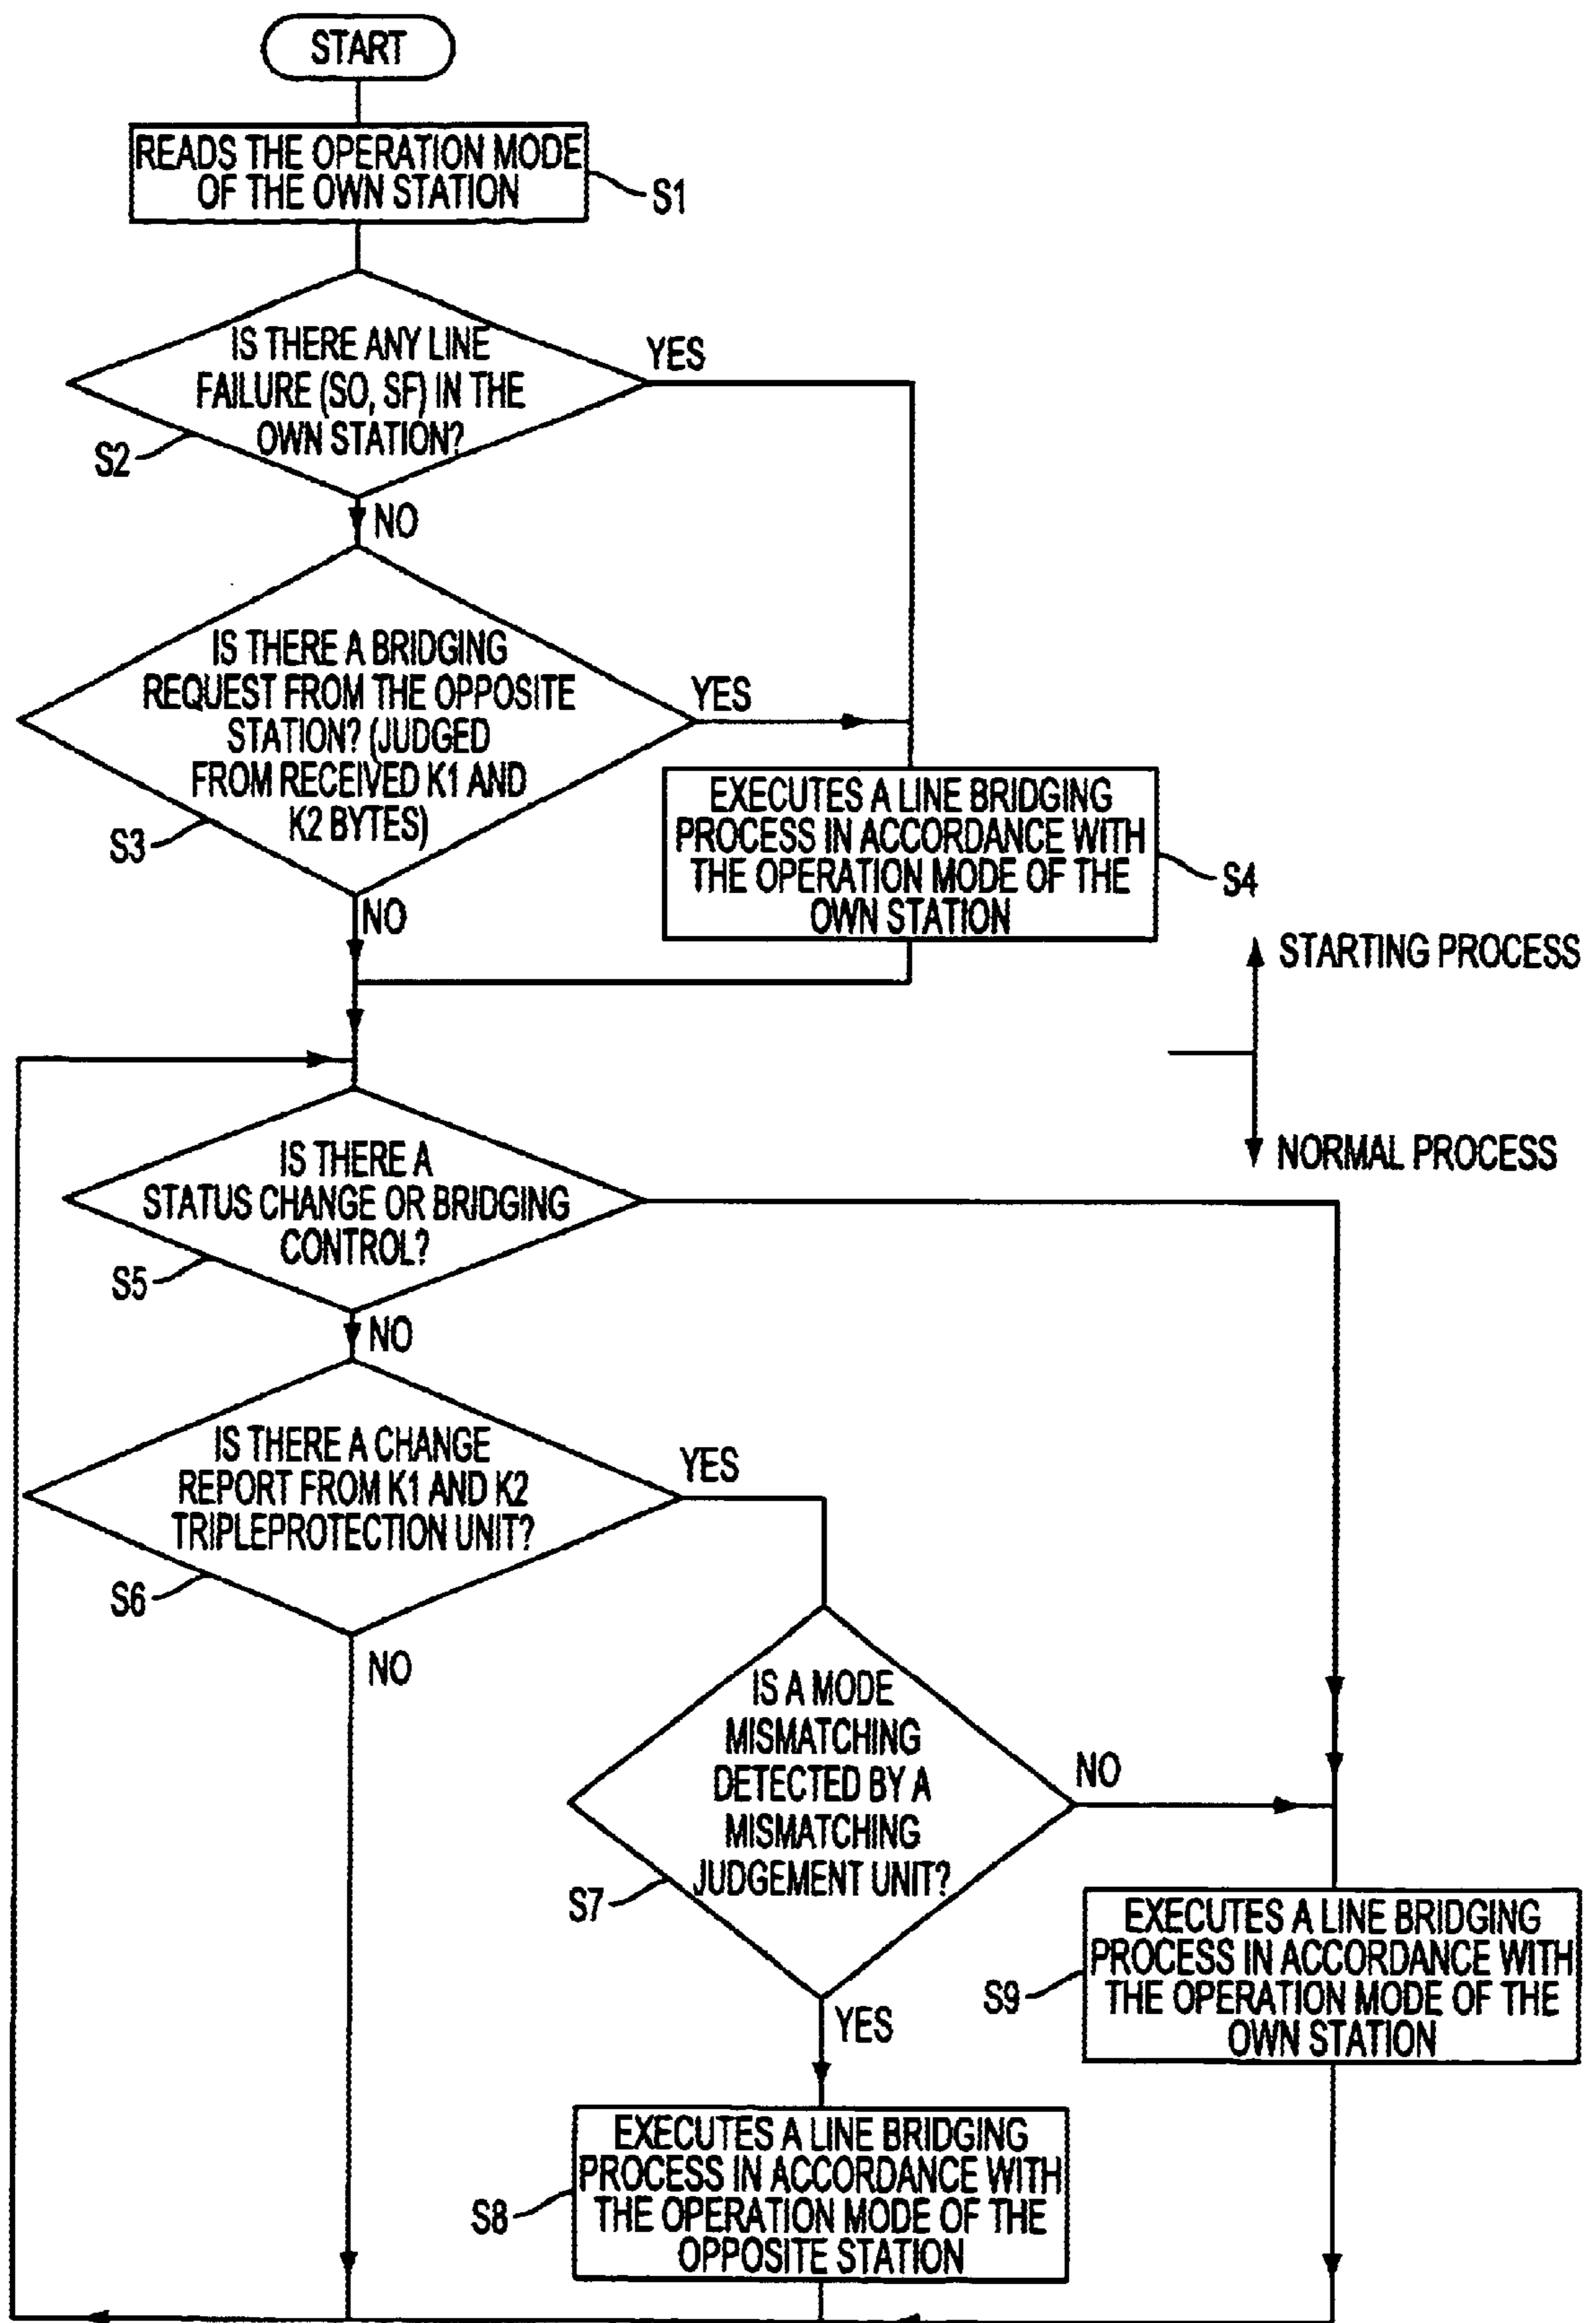 START
READS THE OPERATION MODE
OF THE OWN STATION
S1
IS THERE ANY LINE
FAILURE (SO, SF) IN THE
OWN STATION?
YES
S2
NO
IS THERE A BRIDGING
REQUEST FROM THE OPPOSITE
STATION? (JUDGED
FROM RECEIVED K1 AND
K2 BYTES)
YES
S3
NO
EXECUTES A LINE BRIDGING
PROCESS IN ACCORDANCE WITH
THE OPERATION MODE OF THE
OWN STATION
S4
STARTING PROCESS
NORMAL PROCESS
IS THERE A
STATUS CHANGE OR BRIDGING
CONTROL?
S5
NO
IS THERE A CHANGE
REPORT FROM K1 AND K2
TRIPLEPROTECTION UNIT?
YES
S6
NO
IS A MODE
MISMATCHING
DETECTED BY A
MISMATCHING
JUDGEMENT UNIT?
NO
S7
YES
EXECUTES A LINE BRIDGING
PROCESS IN ACCORDANCE WITH
THE OPERATION MODE OF THE
OWN STATION
S9
EXECUTES A LINE BRIDGING
PROCESS IN ACCORDANCE WITH
THE OPERATION MODE OF THE
OPPOSITE STATION
S8